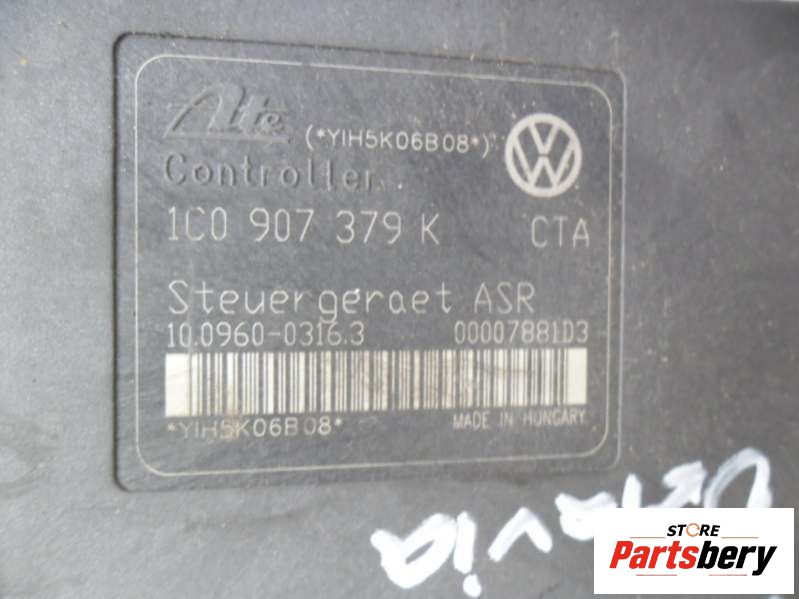 Ate (*YIH5K06B08*)
Controller
1C0 907 379 K CTA
Steuergeraet ASR
10.0960-0316.3 00007881D3
*YIH5K06B08*
MADE IN HUNGARY
STORE
Partsbery